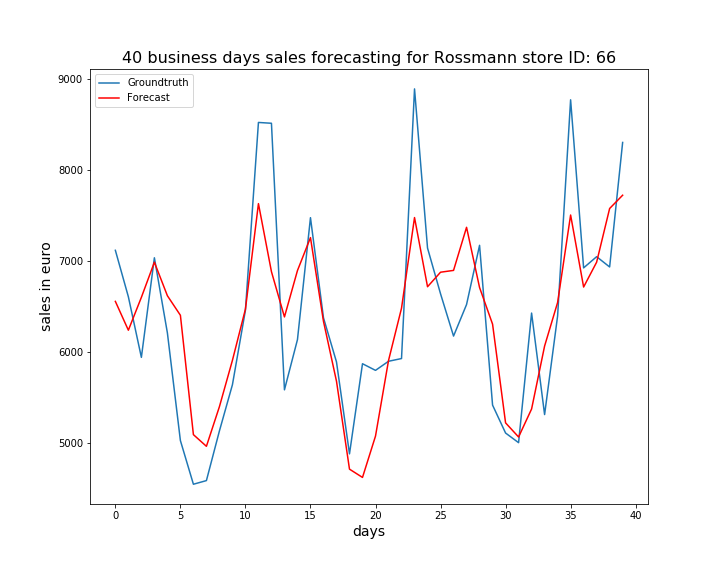 40 business days sales forecasting for Rossmann store ID: 66
Groundtruth
Forecast
9000
8000
7000
6000
5000
sales in euro
0 5 10 15 20 25 30 35 40
days